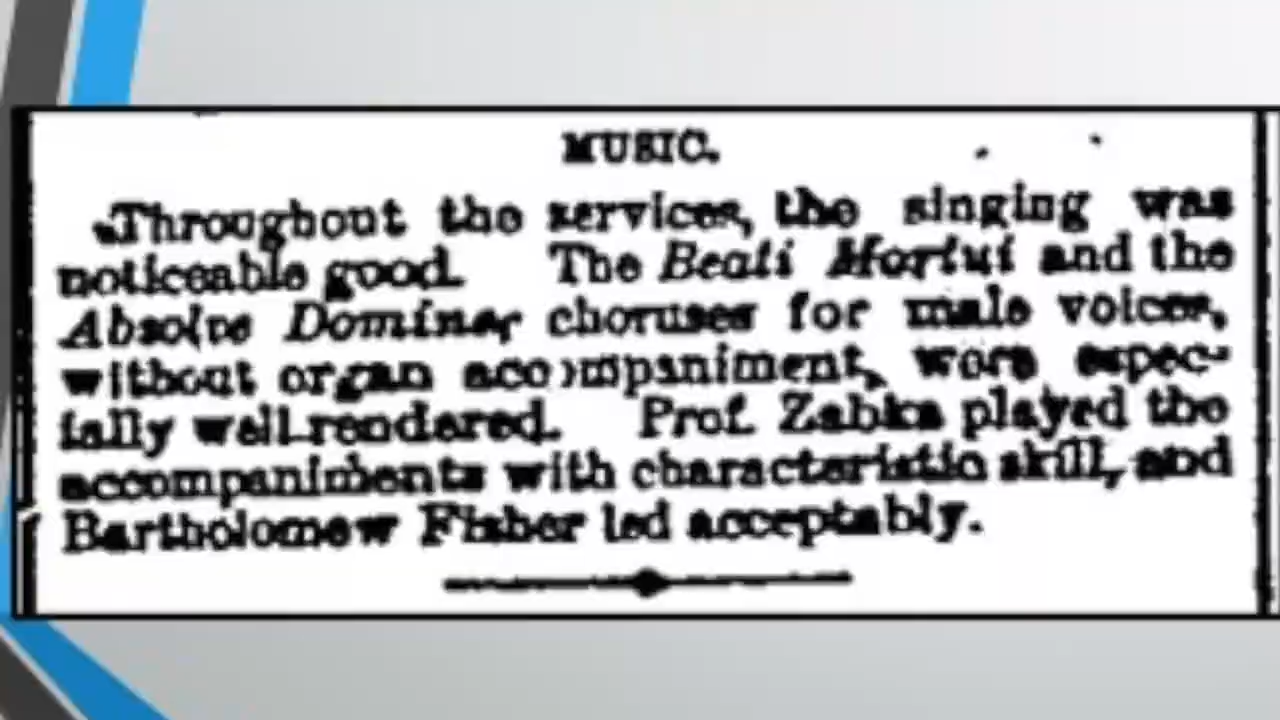 MUSIC.
Throughout the services, the singing was
noticeable good. The Beati Mortui and the
Absolve Domine, choruses for male voices,
without organ accompaniment, were espec-
ially well rendered. Prof. Zabka played the
accompaniments with characteristic skill, and
Bartholomew Fisher led acceptably.